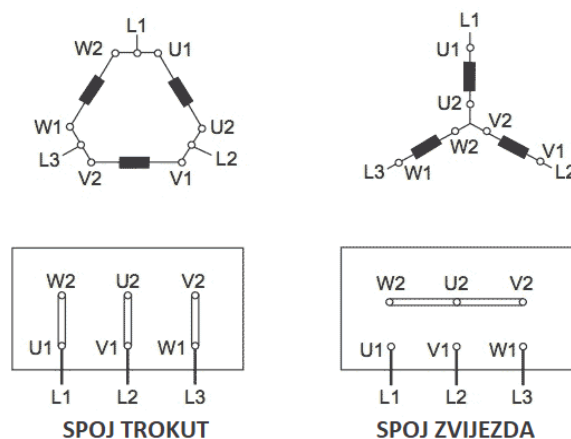 L1
W2 U1
W1 U2
L3 L2
V2 V1
L1
U1
U2
W2 V2
L3 W1 V1
L2
W2 U2 V2
U1 V1 W1
L1 L2 L3
SPOJ TROKUT
W2 U2 V2
U1 V1 W1
L1 L2 L3
SPOJ ZVIJEZDA